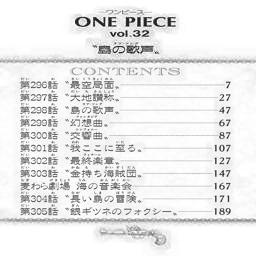 ワンピース
ONE PIECE
vol.32
〝島の歌声〟
CONTENTS
第296話〝最空局面〟 7
第297話〝大地讃称〟 27
第298話〝島の歌声〟 47
第299話〝幻想曲〟 67
第300話〝交響曲〟 87
第301話〝我ここに至る〟 107
第302話〝最終楽章〟 127
第303話〝金持ち海賊団〟 147
麦わら劇場 海の音楽会 167
第304話〝長い島の冒険〟 171
第305話〝銀ギツネのフォクシー〟 189